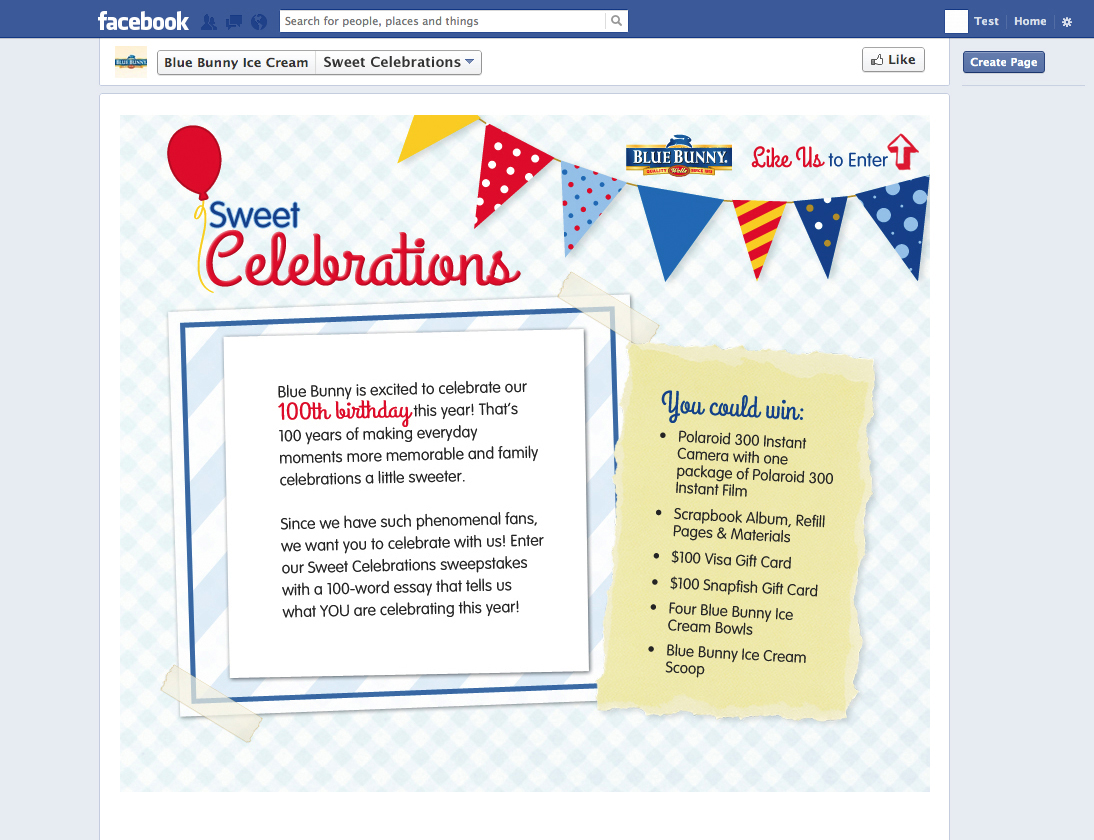 facebook
Search for people, places and things
Test
Home
Blue Bunny Ice Cream
Sweet Celebrations
Like
Create Page
Sweet
Celebrations
BLUE BUNNY.
QUALITY Wells SINCE 1913
Like Us to Enter
Blue Bunny is excited to celebrate our
100th birthday this year! That's
100 years of making everyday
moments more memorable and family
celebrations a little sweeter.
Since we have such phenomenal fans,
we want you to celebrate with us! Enter
our Sweet Celebrations sweepstakes
with a 100-word essay that tells us
what YOU are celebrating this year!
You could win:
• Polaroid 300 Instant
Camera with one
package of Polaroid 300
Instant Film
• Scrapbook Album, Refill
Pages & Materials
• $100 Visa Gift Card
• $100 Snapfish Gift Card
• Four Blue Bunny Ice
Cream Bowls
• Blue Bunny Ice Cream
Scoop